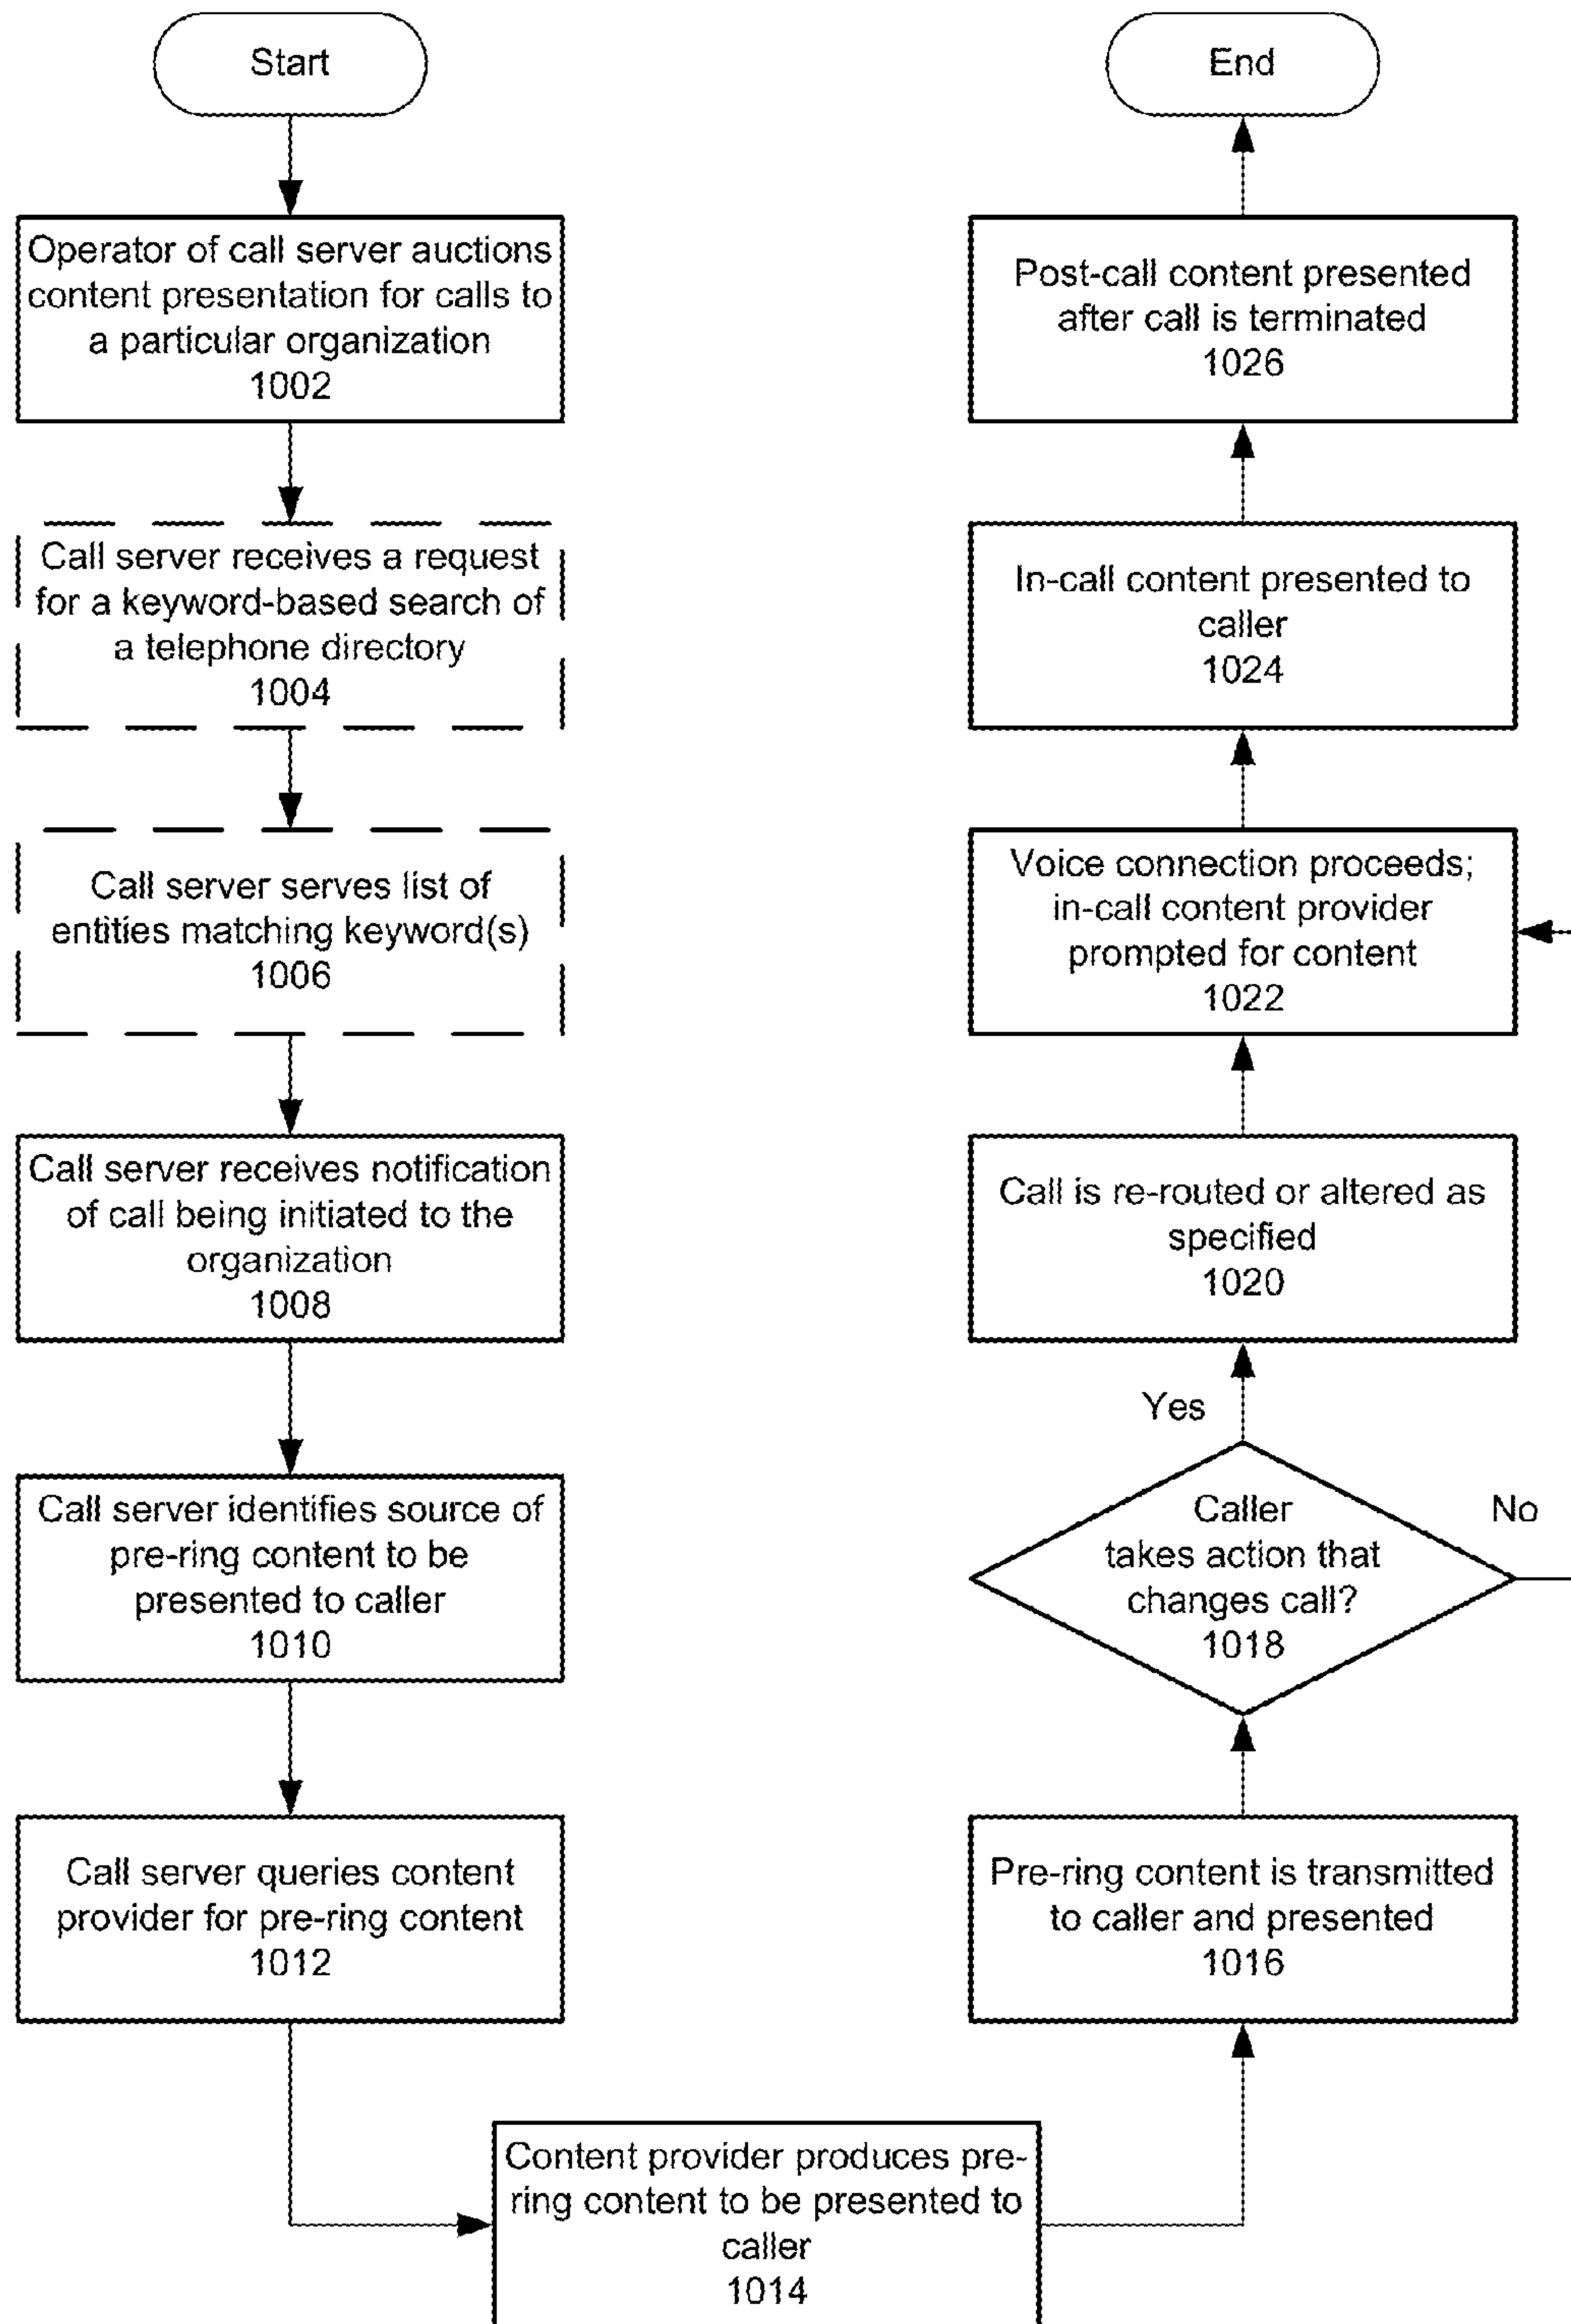 Start
Operator of call server auctions
content presentation for calls to
a particular organization
1002
Call server receives a request
for a keyword-based search of
a telephone directory
1004
Call server serves list of
entities matching keyword(s)
1006
Call server receives notification
of call being initiated to the
organization
1008
Call server identifies source of
pre-ring content to be
presented to caller
1010
Call server queries content
provider for pre-ring content
1012
Content provider produces pre-
ring content to be presented to
caller
1014
Pre-ring content is transmitted
to caller and presented
1016
Caller
takes action that
changes call?
1018
Yes
No
Call is re-routed or altered as
specified
1020
Voice connection proceeds;
in-call content provider
prompted for content
1022
In-call content presented to
caller
1024
Post-call content presented
after call is terminated
1026
End